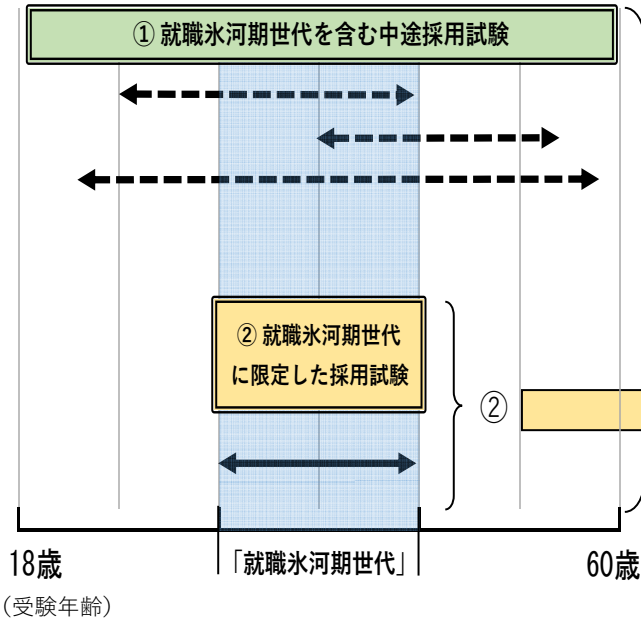 ① 就職氷河期世代を含む中途採用試験
② 就職氷河期世代
に限定した採用試験
②
18歳
「就職氷河期世代」
60歳
（受験年齢）